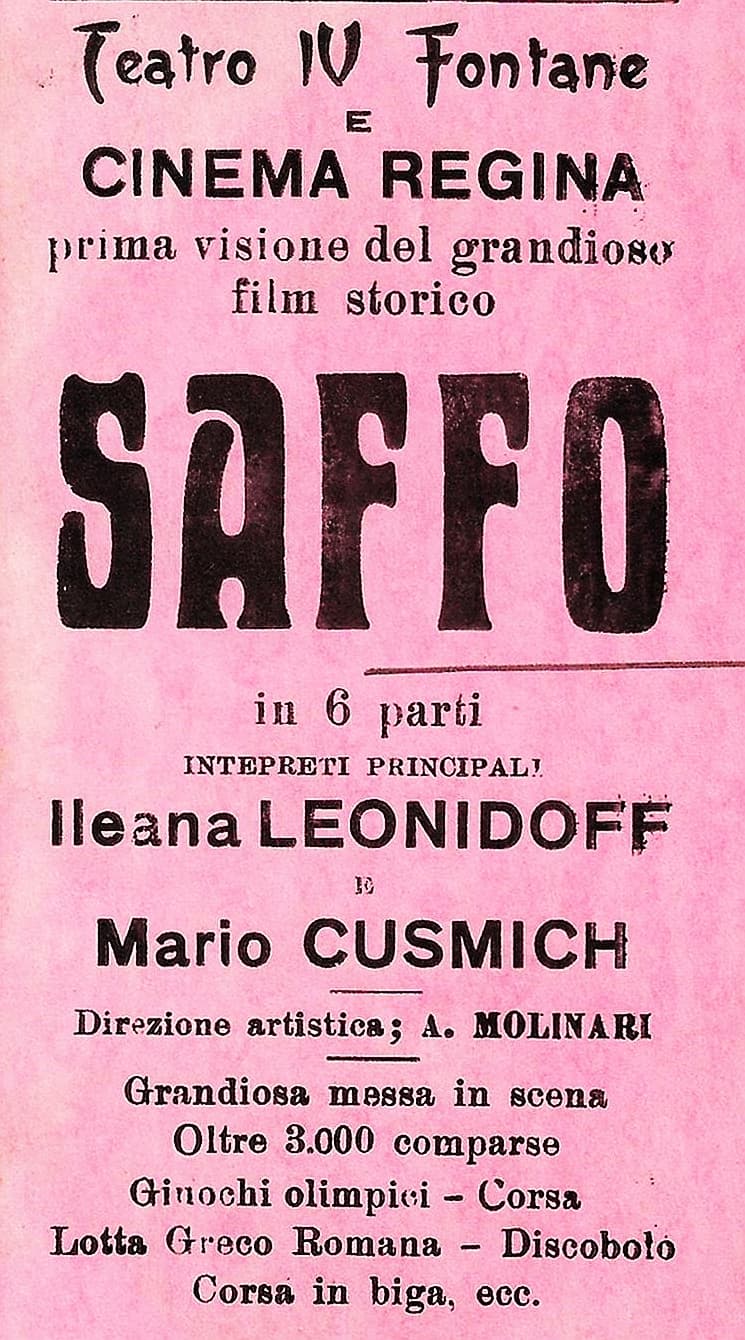 Teatro IV Fontane
E
CINEMA REGINA
prima visione del grandioso
film storico
SAFFO
in 6 parti
INTEPRETI PRINCIPALI
Ileana LEONIDOFF
E
Mario CUSMICH
Direzione artistica; A. MOLINARI
Grandiosa messa in scena
Oltre 3.000 comparse
Giuochi olimpici - Corsa
Lotta Greco Romana - Discobolo
Corsa in biga, ecc.